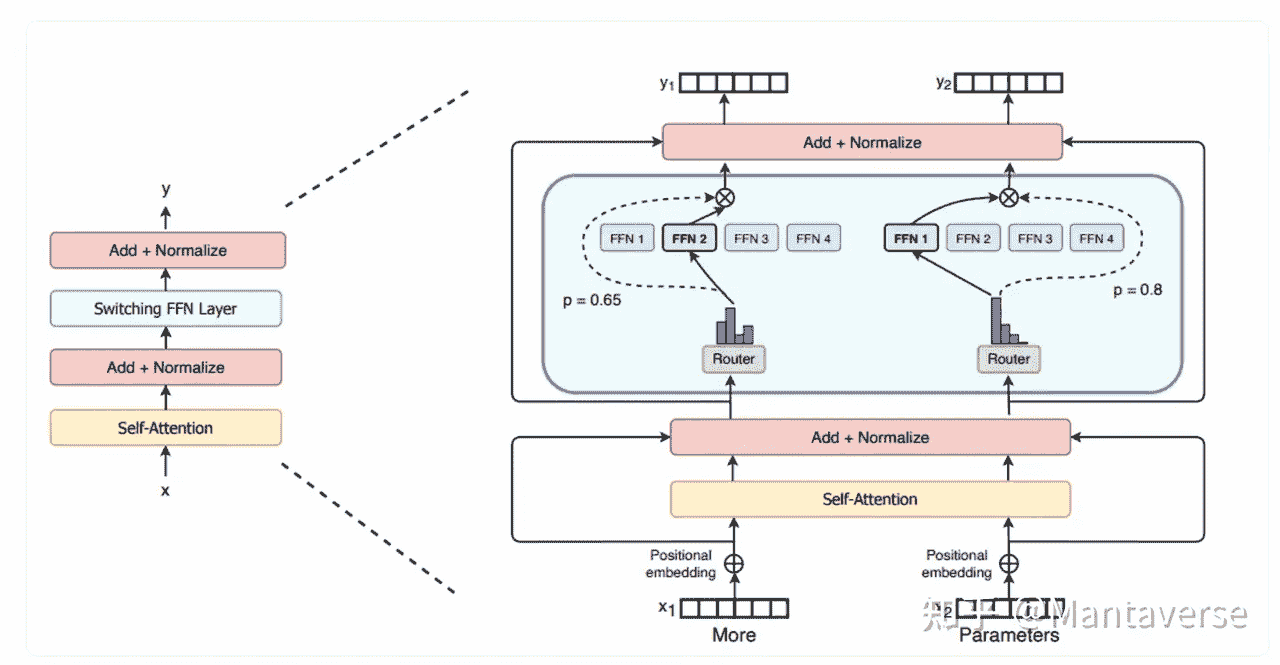 y
Add + Normalize
Switching FFN Layer
Add + Normalize
Self-Attention
x
y₁
y₂
Add + Normalize
FFN 1 FFN 2 FFN 3 FFN 4
FFN 1 FFN 2 FFN 3 FFN 4
p = 0.65
p = 0.8
Router
Router
Add + Normalize
Self-Attention
Positional
embedding
Positional
embedding
x₁
x₂
More
Parameters
知乎 @Mantaverse